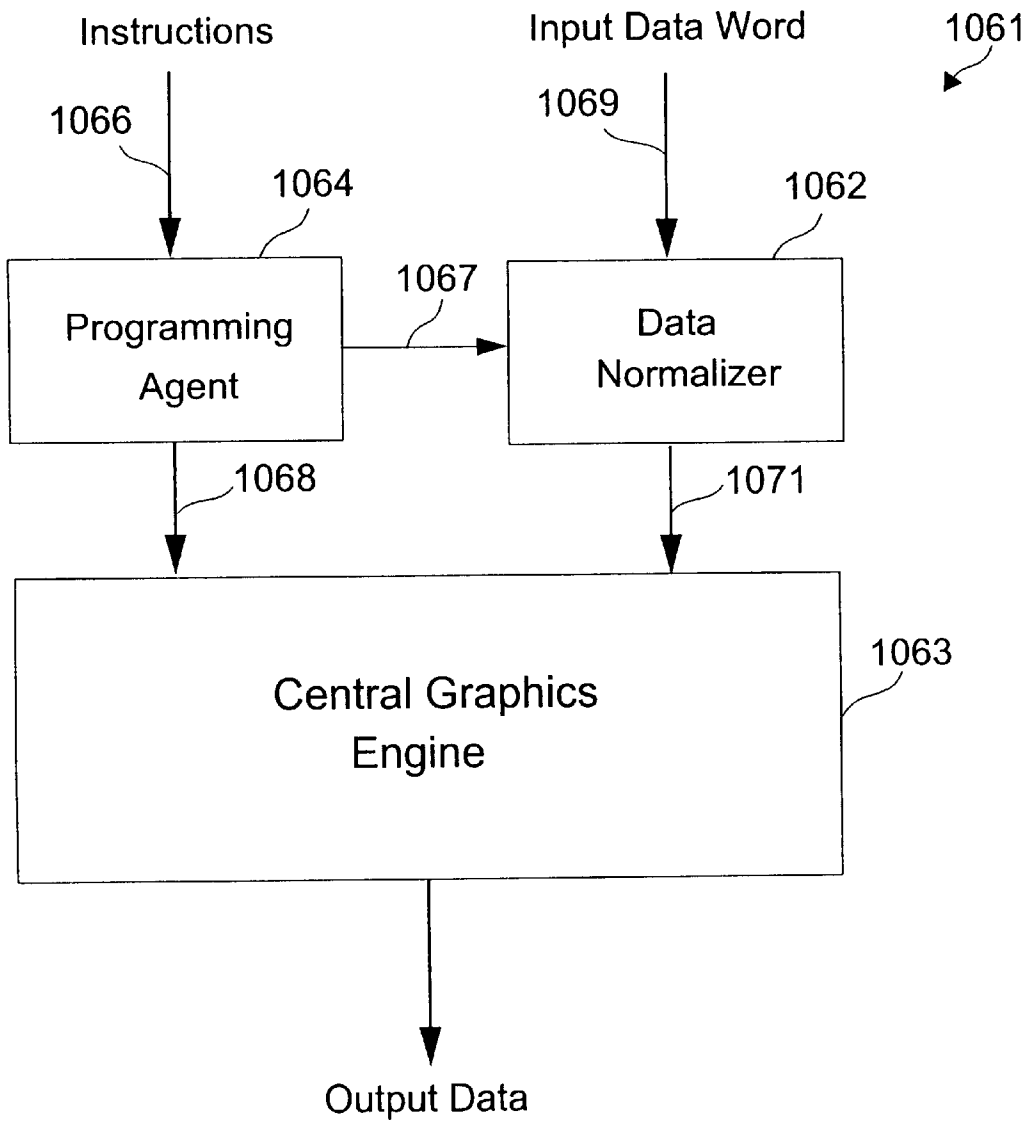 Instructions
Input Data Word
1061
1066
1069
1064
1062
1067
Programming
Agent
Data
Normalizer
1068
1071
Central Graphics
Engine
1063
Output Data